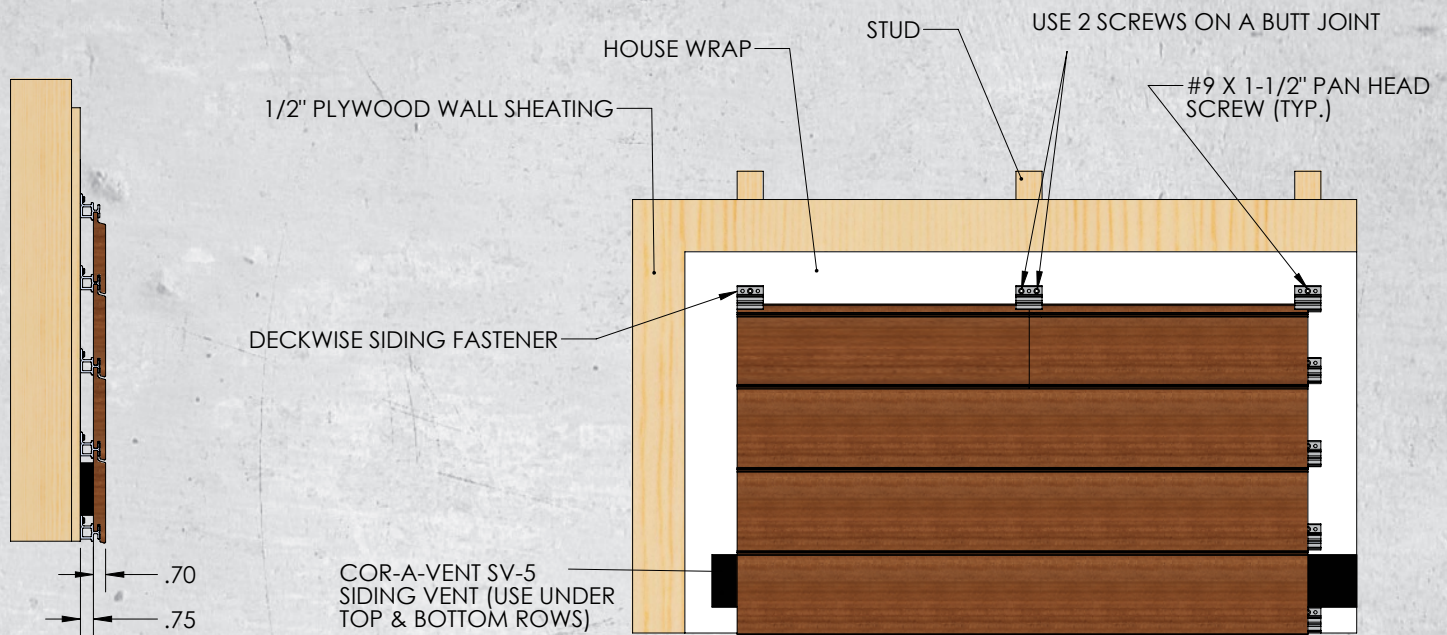 USE 2 SCREWS ON A BUTT JOINT
STUD
HOUSE WRAP
#9 X 1-1/2" PAN HEAD
SCREW (TYP.)
1/2" PLYWOOD WALL SHEATING
DECKWISE SIDING FASTENER
COR-A-VENT SV-5
SIDING VENT (USE UNDER
TOP & BOTTOM ROWS)
.70
.75